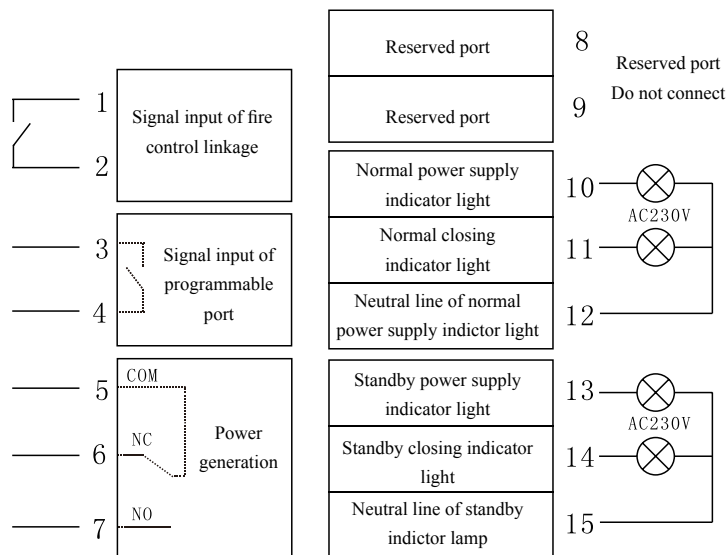 1
2
Signal input of fire
control linkage
3
4
Signal input of
programmable
port
5
COM
6
NC
7
NO
Power
generation
Reserved port
8
Reserved port
9
Reserved port
Do not connect
Normal power supply
indicator light
10
AC230V
Normal closing
indicator light
11
Neutral line of normal
power supply indictor light
12
Standby power supply
indicator light
13
AC230V
Standby closing indicator
light
14
Neutral line of standby
indictor lamp
15